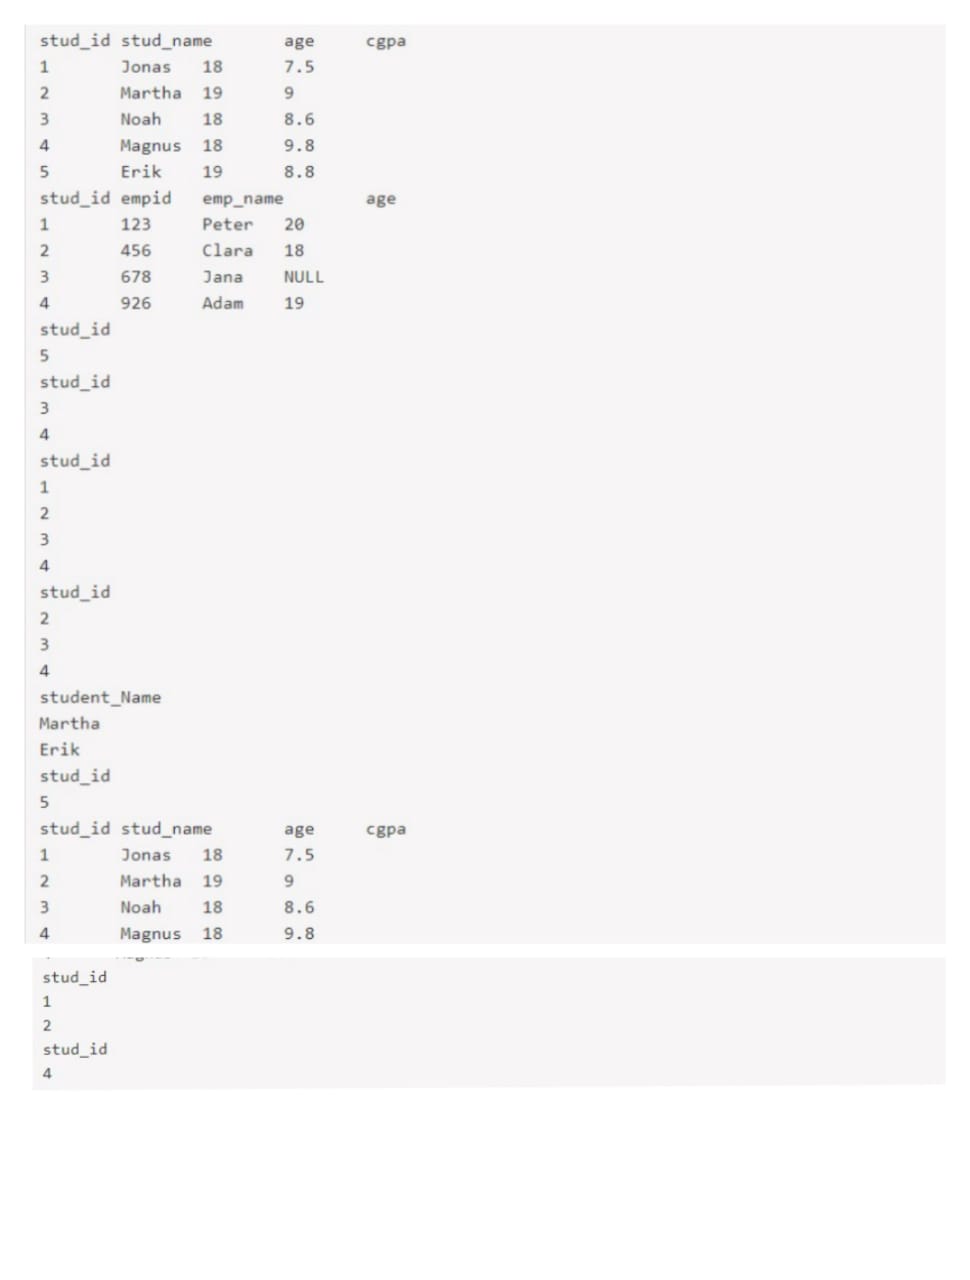 stud_id stud_name age cgpa
1 Jonas 18 7.5
2 Martha 19 9
3 Noah 18 8.6
4 Magnus 18 9.8
5 Erik 19 8.8
stud_id empid emp_name age
1 123 Peter 20
2 456 Clara 18
3 678 Jana NULL
4 926 Adam 19
stud_id
5
stud_id
3
4
stud_id
1
2
3
4
stud_id
2
3
4
student_Name
Martha
Erik
stud_id
5
stud_id stud_name age cgpa
1 Jonas 18 7.5
2 Martha 19 9
3 Noah 18 8.6
4 Magnus 18 9.8
stud_id
1
2
stud_id
4